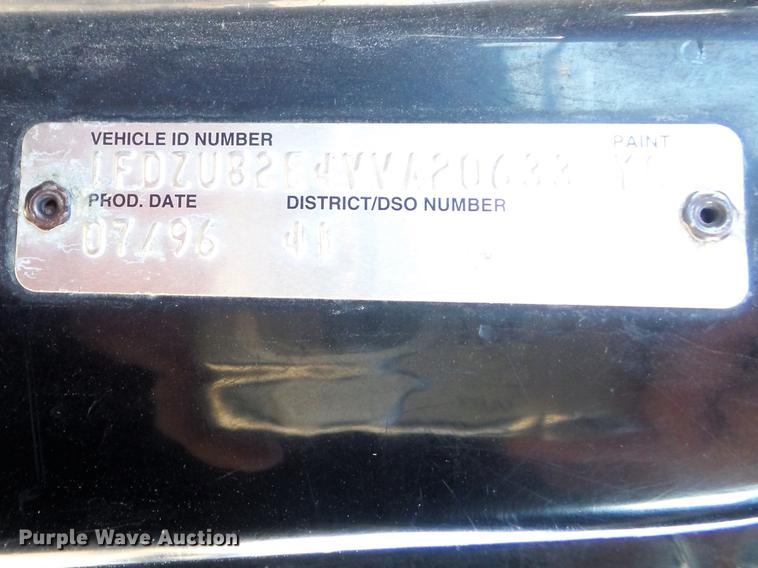 VEHICLE ID NUMBER PAINT
1FDZU82E4VVA20633
PROD. DATE DISTRICT/DSO NUMBER
07/96 41
Purple Wave Auction